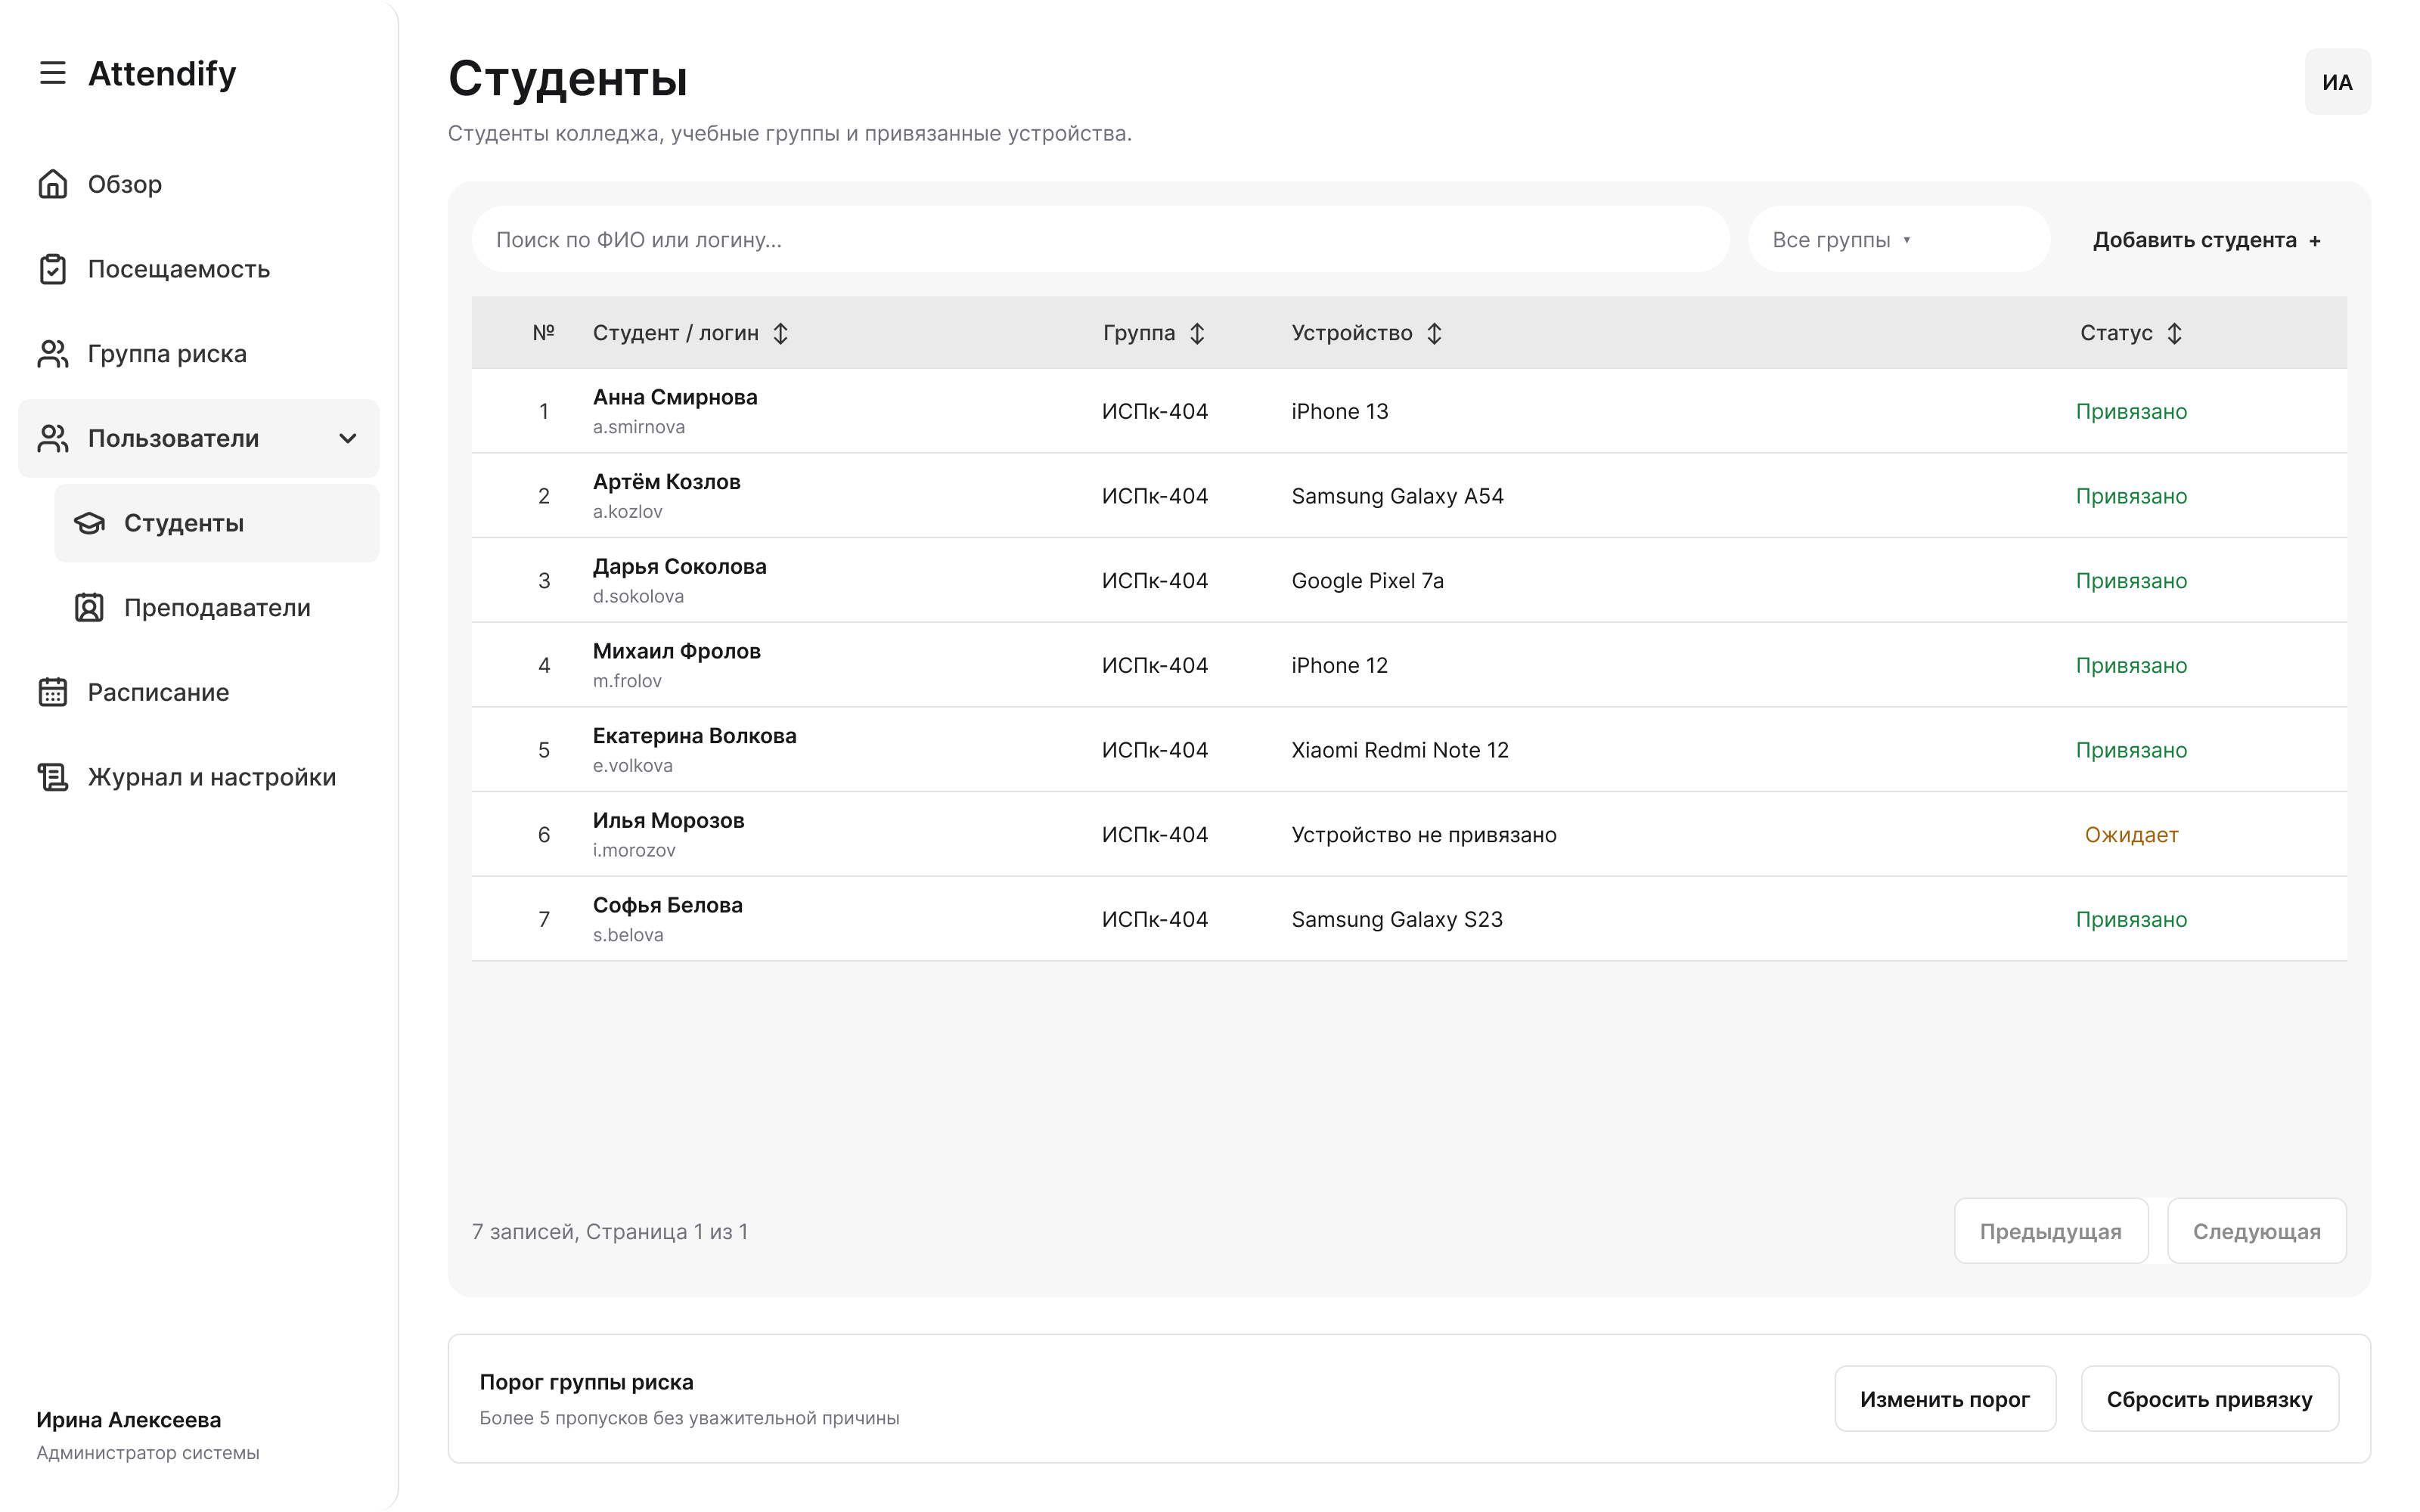 Attendify
Обзор
Посещаемость
Группа риска
Пользователи
Студенты
Преподаватели
Расписание
Журнал и настройки
Ирина Алексеева
Администратор системы
Студенты
ИА
Студенты колледжа, учебные группы и привязанные устройства.
Поиск по ФИО или логину...
Все группы ▾
Добавить студента +
№ Студент / логин Группа Устройство Статус
1 Анна Смирнова ИСПк-404 iPhone 13 Привязано
a.smirnova
2 Артём Козлов ИСПк-404 Samsung Galaxy A54 Привязано
a.kozlov
3 Дарья Соколова ИСПк-404 Google Pixel 7a Привязано
d.sokolova
4 Михаил Фролов ИСПк-404 iPhone 12 Привязано
m.frolov
5 Екатерина Волкова ИСПк-404 Xiaomi Redmi Note 12 Привязано
e.volkova
6 Илья Морозов ИСПк-404 Устройство не привязано Ожидает
i.morozov
7 Софья Белова ИСПк-404 Samsung Galaxy S23 Привязано
s.belova
7 записей, Страница 1 из 1
Предыдущая
Следующая
Порог группы риска
Более 5 пропусков без уважительной причины
Изменить порог
Сбросить привязку